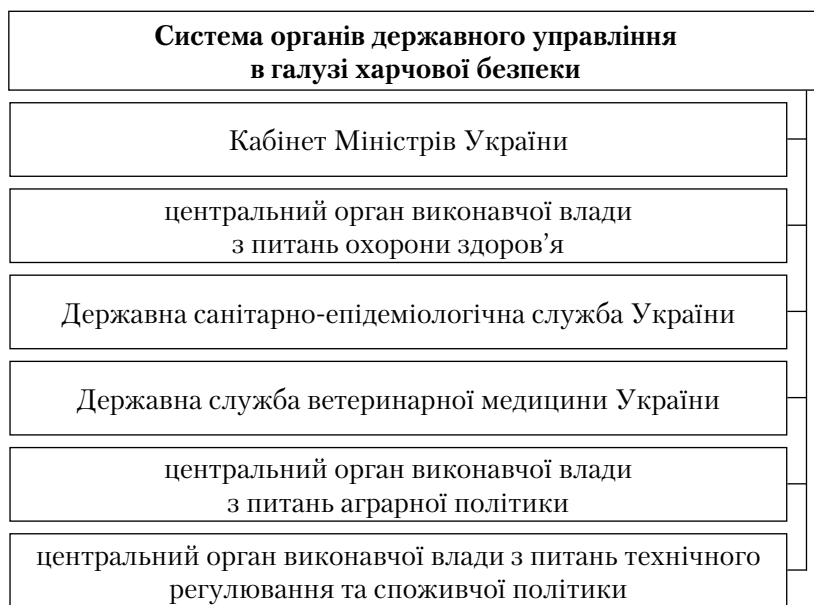 Система органів державного управління
в галузі харчової безпеки
Кабінет Міністрів України
центральний орган виконавчої влади
з питань охорони здоров’я
Державна санітарно-епідеміологічна служба України
Державна служба ветеринарної медицини України
центральний орган виконавчої влади
з питань аграрної політики
центральний орган виконавчої влади з питань технічного
регулювання та споживчої політики